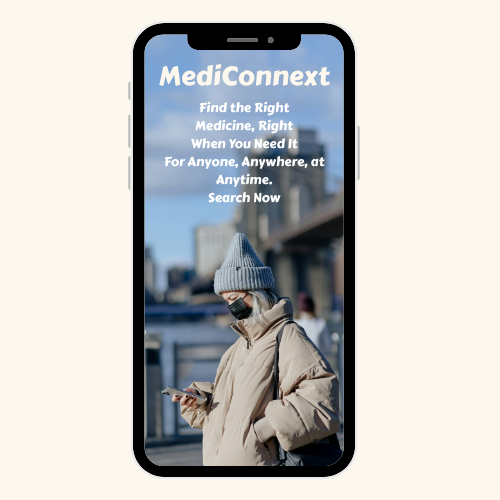 MediConnext
Find the Right
Medicine, Right
When You Need It
For Anyone, Anywhere, at
Anytime.
Search Now